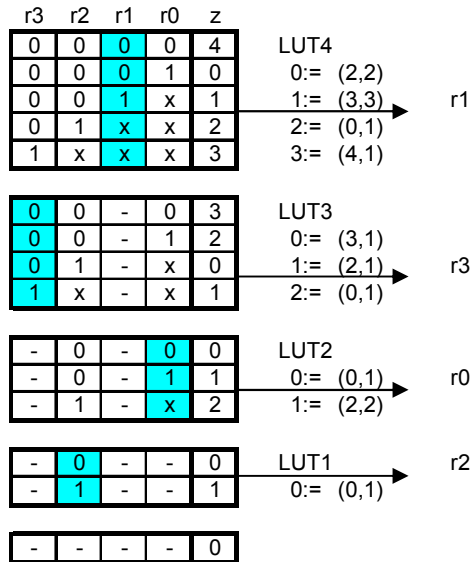 r3 r2 r1 r0 z
0 0 0 0 4 LUT4
0 0 0 1 0 0:= (2,2)
0 0 1 x 1 1:= (3,3) r1
0 1 x x 2 2:= (0,1)
1 x x x 3 3:= (4,1)
0 0 - 0 3 LUT3
0 0 - 1 2 0:= (3,1)
0 1 - x 0 1:= (2,1) r3
1 x - x 1 2:= (0,1)
- 0 - 0 0 LUT2
- 0 - 1 1 0:= (0,1) r0
- 1 - x 2 1:= (2,2)
- 0 - - 0 LUT1 r2
- 1 - - 1 0:= (0,1)
- - - - 0